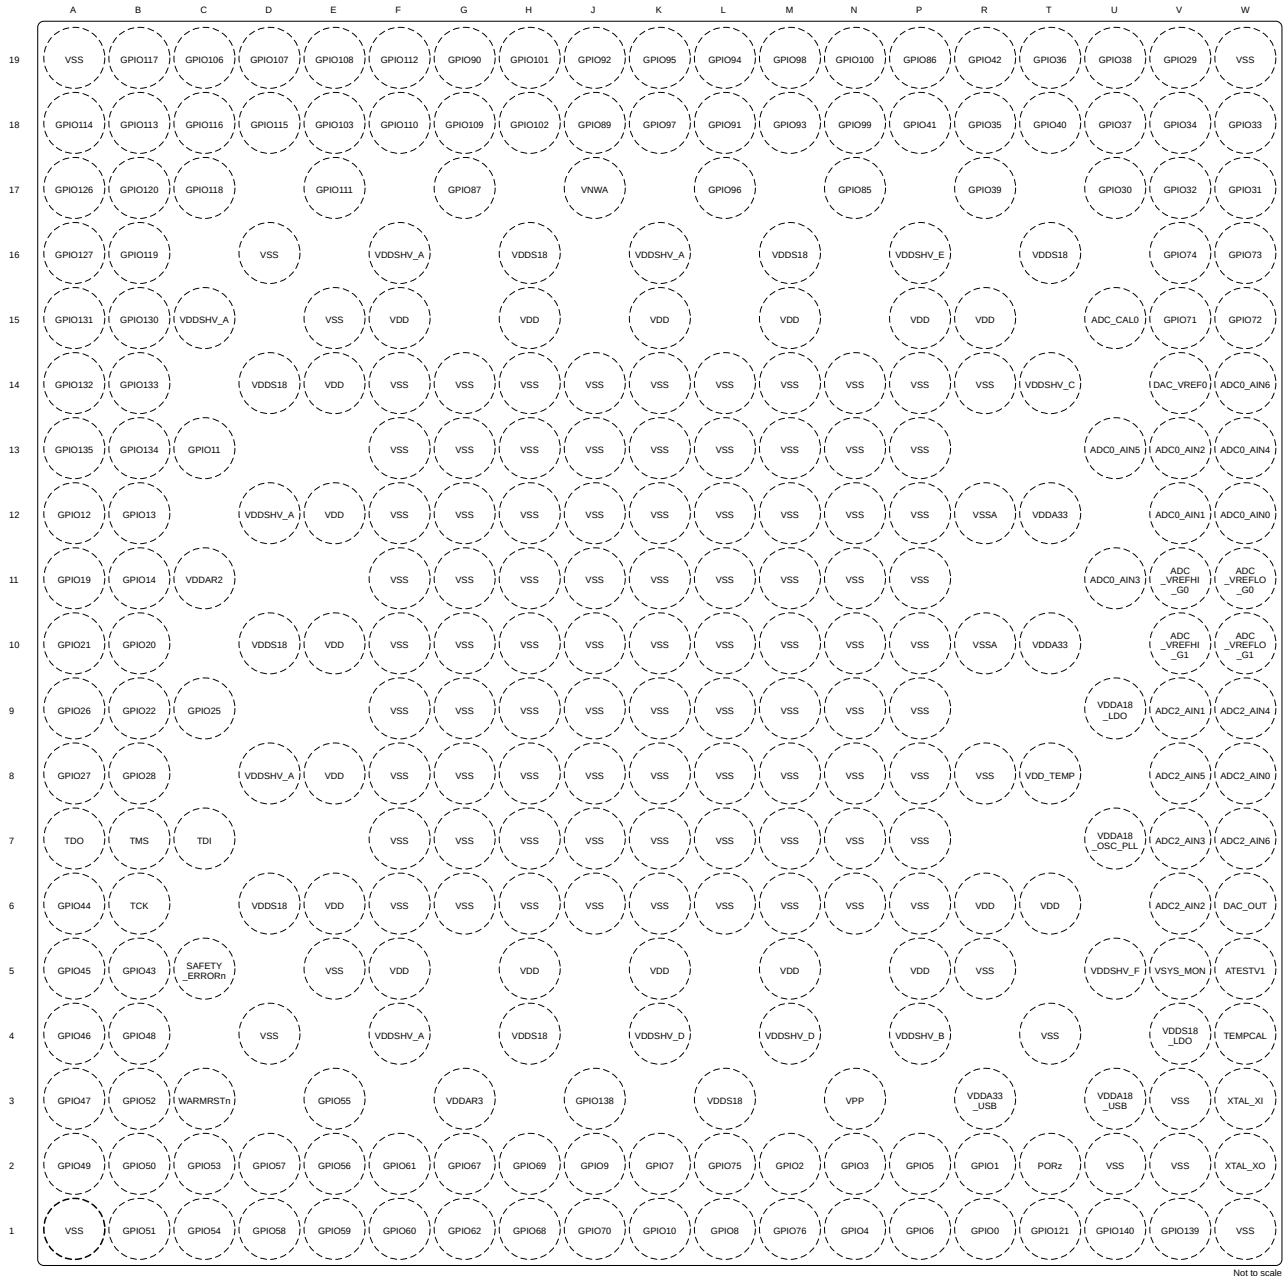 A B C D E F G H J K L M N P R T U V W
19 VSS GPIO117 GPIO106 GPIO107 GPIO108 GPIO112 GPIO90 GPIO101 GPIO92 GPIO95 GPIO94 GPIO98 GPIO100 GPIO86 GPIO42 GPIO36 GPIO38 GPIO29 VSS
18 GPIO114 GPIO113 GPIO116 GPIO115 GPIO103 GPIO110 GPIO109 GPIO102 GPIO89 GPIO97 GPIO91 GPIO93 GPIO99 GPIO41 GPIO35 GPIO40 GPIO37 GPIO34 GPIO33
17 GPIO126 GPIO120 GPIO118 GPIO111 GPIO87 VNWA GPIO96 GPIO85 GPIO39 GPIO30 GPIO32 GPIO31
16 GPIO127 GPIO119 VSS VDDSHV_A VDDS18 VDDSHV_A VDDS18 VDDSHV_E VDDS18 GPIO74 GPIO73
15 GPIO131 GPIO130 VDDSHV_A VSS VDD VDD VDD VDD VDD VDD ADC_CAL0 GPIO71 GPIO72
14 GPIO132 GPIO133 VDDS18 VDD VSS VSS VSS VSS VSS VSS VSS VSS VSS VSS VDDSHV_C DAC_VREF0 ADC0_AIN6
13 GPIO135 GPIO134 GPIO11 VSS VSS VSS VSS VSS VSS VSS VSS VSS ADC0_AIN5 ADC0_AIN2 ADC0_AIN4
12 GPIO12 GPIO13 VDDSHV_A VDD VSS VSS VSS VSS VSS VSS VSS VSS VSS VSSA VDDA33 ADC0_AIN1 ADC0_AIN0
11 GPIO19 GPIO14 VDDAR2 VSS VSS VSS VSS VSS VSS VSS VSS VSS ADC0_AIN3 ADC _VREFHI _G0 ADC _VREFLO _G0
10 GPIO21 GPIO20 VDDS18 VDD VSS VSS VSS VSS VSS VSS VSS VSS VSS VSSA VDDA33 ADC _VREFHI _G1 ADC _VREFLO _G1
9 GPIO26 GPIO22 GPIO25 VSS VSS VSS VSS VSS VSS VSS VSS VSS VDDA18 _LDO ADC2_AIN1 ADC2_AIN4
8 GPIO27 GPIO28 VDDSHV_A VDD VSS VSS VSS VSS VSS VSS VSS VSS VSS VSS VDD_TEMP ADC2_AIN5 ADC2_AIN0
7 TDO TMS TDI VSS VSS VSS VSS VSS VSS VSS VSS VSS VDDA18 _OSC_PLL ADC2_AIN3 ADC2_AIN6
6 GPIO44 TCK VDDS18 VDD VSS VSS VSS VSS VSS VSS VSS VSS VSS VDD VDD ADC2_AIN2 DAC_OUT
5 GPIO45 GPIO43 SAFETY _ERRORn VSS VDD VDD VDD VDD VDD VSS VDDSHV_F VSYS_MON ATESTV1
4 GPIO46 GPIO48 VSS VDDSHV_A VDDS18 VDDSHV_D VDDSHV_D VDDSHV_B VSS VDDS18 _LDO TEMPCAL
3 GPIO47 GPIO52 WARMRSTn GPIO55 VDDAR3 GPIO138 VDDS18 VPP VDDA33 _USB VDDA18 _USB VSS XTAL_XI
2 GPIO49 GPIO50 GPIO53 GPIO57 GPIO56 GPIO61 GPIO67 GPIO69 GPIO9 GPIO7 GPIO75 GPIO2 GPIO3 GPIO5 GPIO1 PORz VSS VSS XTAL_XO
1 VSS GPIO51 GPIO54 GPIO58 GPIO59 GPIO60 GPIO62 GPIO68 GPIO70 GPIO10 GPIO8 GPIO76 GPIO4 GPIO6 GPIO0 GPIO121 GPIO140 GPIO139 VSS
Not to scale